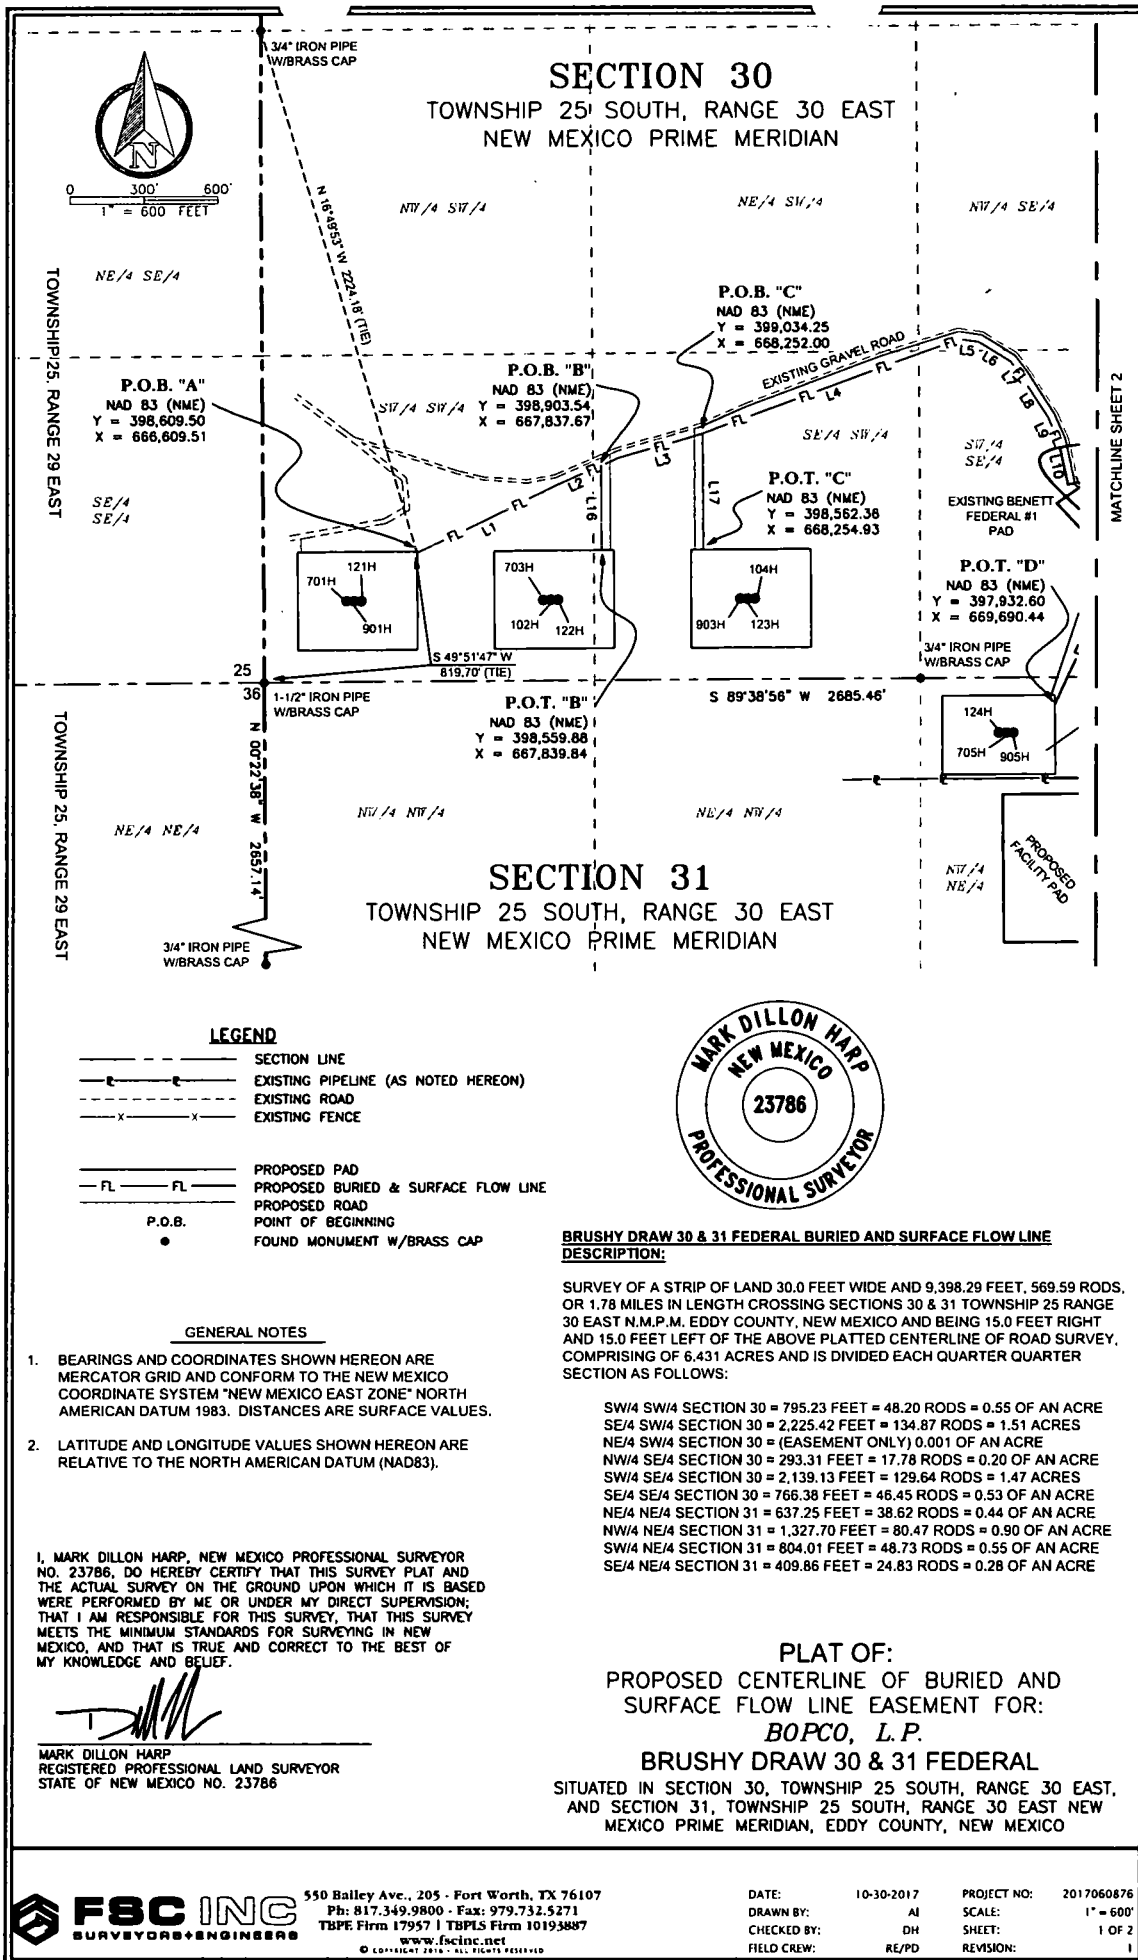 3/4" IRON PIPE
W/BRASS CAP
SECTION 30
TOWNSHIP 25 SOUTH, RANGE 30 EAST
NEW MEXICO PRIME MERIDIAN
N
0 300' 600'
1" = 600 FEET
N 16°49'53" W 2224.18' (TIE)
NW/4 SW/4
NE/4 SW/4
NW/4 SE/4
NE/4 SE/4
TOWNSHIP 25, RANGE 29 EAST
P.O.B. "C"
NAD 83 (NME)
Y = 399,034.25
X = 668,252.00
EXISTING GRAVEL ROAD
P.O.B. "A"
NAD 83 (NME)
Y = 398,609.50
X = 666,609.51
P.O.B. "B"
NAD 83 (NME)
Y = 398,903.54
X = 667,837.67
SW/4 SW/4
SE/4 SW/4
SW/4
SE/4
SE/4
SE/4
FL L1 FL L2 FL L3 FL FL L4 FL FL L5 L6 FL L7 L8 FL L9 L10
L16
L17
MATCHLINE SHEET 2
P.O.T. "C"
NAD 83 (NME)
Y = 398,562.36
X = 668,254.93
EXISTING BENETT
FEDERAL #1
PAD
P.O.T. "D"
NAD 83 (NME)
Y = 397,932.60
X = 669,690.44
701H
121H
901H
703H
102H
122H
104H
903H
123H
3/4" IRON PIPE
W/BRASS CAP
S 49°51'47" W
819.70' (TIE)
25
36
1-1/2" IRON PIPE
W/BRASS CAP
P.O.T. "B"
NAD 83 (NME)
Y = 398,559.88
X = 667,839.84
S 89°38'56" W 2685.46'
124H
705H
905H
TOWNSHIP 25, RANGE 29 EAST
N 00°22'38" W 2657.14'
NE/4 NE/4
NW/4 NW/4
NE/4 NW/4
NW/4
NE/4
PROPOSED
FACILITY PAD
SECTION 31
TOWNSHIP 25 SOUTH, RANGE 30 EAST
NEW MEXICO PRIME MERIDIAN
3/4" IRON PIPE
W/BRASS CAP
LEGEND
SECTION LINE
EXISTING PIPELINE (AS NOTED HEREON)
EXISTING ROAD
x x EXISTING FENCE
PROPOSED PAD
FL FL PROPOSED BURIED & SURFACE FLOW LINE
PROPOSED ROAD
P.O.B. POINT OF BEGINNING
FOUND MONUMENT W/BRASS CAP
MARK DILLON HARP
NEW MEXICO
23786
PROFESSIONAL SURVEYOR
BRUSHY DRAW 30 & 31 FEDERAL BURIED AND SURFACE FLOW LINE
DESCRIPTION:
SURVEY OF A STRIP OF LAND 30.0 FEET WIDE AND 9,398.29 FEET, 569.59 RODS,
OR 1.78 MILES IN LENGTH CROSSING SECTIONS 30 & 31 TOWNSHIP 25 RANGE
30 EAST N.M.P.M. EDDY COUNTY, NEW MEXICO AND BEING 15.0 FEET RIGHT
AND 15.0 FEET LEFT OF THE ABOVE PLATTED CENTERLINE OF ROAD SURVEY,
COMPRISING OF 6.431 ACRES AND IS DIVIDED EACH QUARTER QUARTER
SECTION AS FOLLOWS:
SW/4 SW/4 SECTION 30 = 795.23 FEET = 48.20 RODS = 0.55 OF AN ACRE
SE/4 SW/4 SECTION 30 = 2,225.42 FEET = 134.87 RODS = 1.51 ACRES
NE/4 SW/4 SECTION 30 = (EASEMENT ONLY) 0.001 OF AN ACRE
NW/4 SE/4 SECTION 30 = 293.31 FEET = 17.78 RODS = 0.20 OF AN ACRE
SW/4 SE/4 SECTION 30 = 2,139.13 FEET = 129.64 RODS = 1.47 ACRES
SE/4 SE/4 SECTION 30 = 766.38 FEET = 46.45 RODS = 0.53 OF AN ACRE
NE/4 NE/4 SECTION 31 = 637.25 FEET = 38.62 RODS = 0.44 OF AN ACRE
NW/4 NE/4 SECTION 31 = 1,327.70 FEET = 80.47 RODS = 0.90 OF AN ACRE
SW/4 NE/4 SECTION 31 = 804.01 FEET = 48.73 RODS = 0.55 OF AN ACRE
SE/4 NE/4 SECTION 31 = 409.86 FEET = 24.83 RODS = 0.28 OF AN ACRE
GENERAL NOTES
1. BEARINGS AND COORDINATES SHOWN HEREON ARE
MERCATOR GRID AND CONFORM TO THE NEW MEXICO
COORDINATE SYSTEM "NEW MEXICO EAST ZONE" NORTH
AMERICAN DATUM 1983. DISTANCES ARE SURFACE VALUES.
2. LATITUDE AND LONGITUDE VALUES SHOWN HEREON ARE
RELATIVE TO THE NORTH AMERICAN DATUM (NAD83).
I, MARK DILLON HARP, NEW MEXICO PROFESSIONAL SURVEYOR
NO. 23786, DO HEREBY CERTIFY THAT THIS SURVEY PLAT AND
THE ACTUAL SURVEY ON THE GROUND UPON WHICH IT IS BASED
WERE PERFORMED BY ME OR UNDER MY DIRECT SUPERVISION;
THAT I AM RESPONSIBLE FOR THIS SURVEY, THAT THIS SURVEY
MEETS THE MINIMUM STANDARDS FOR SURVEYING IN NEW
MEXICO, AND THAT IS TRUE AND CORRECT TO THE BEST OF
MY KNOWLEDGE AND BELIEF.
MARK DILLON HARP
REGISTERED PROFESSIONAL LAND SURVEYOR
STATE OF NEW MEXICO NO. 23786
PLAT OF:
PROPOSED CENTERLINE OF BURIED AND
SURFACE FLOW LINE EASEMENT FOR:
BOPCO, L.P.
BRUSHY DRAW 30 & 31 FEDERAL
SITUATED IN SECTION 30, TOWNSHIP 25 SOUTH, RANGE 30 EAST,
AND SECTION 31, TOWNSHIP 25 SOUTH, RANGE 30 EAST NEW
MEXICO PRIME MERIDIAN, EDDY COUNTY, NEW MEXICO
FSC INC
SURVEYORS+ENGINEERS
550 Bailey Ave., 205 - Fort Worth, TX 76107
Ph: 817.349.9800 - Fax: 979.732.5271
TBPE Firm 17957 | TBPLS Firm 10193887
www.fscinc.net
© COPYRIGHT 2016 - ALL RIGHTS RESERVED
DATE: 10-30-2017 PROJECT NO: 2017060876
DRAWN BY: AI SCALE: 1" = 600'
CHECKED BY: DH SHEET: 1 OF 2
FIELD CREW: RE/PD REVISION: 1